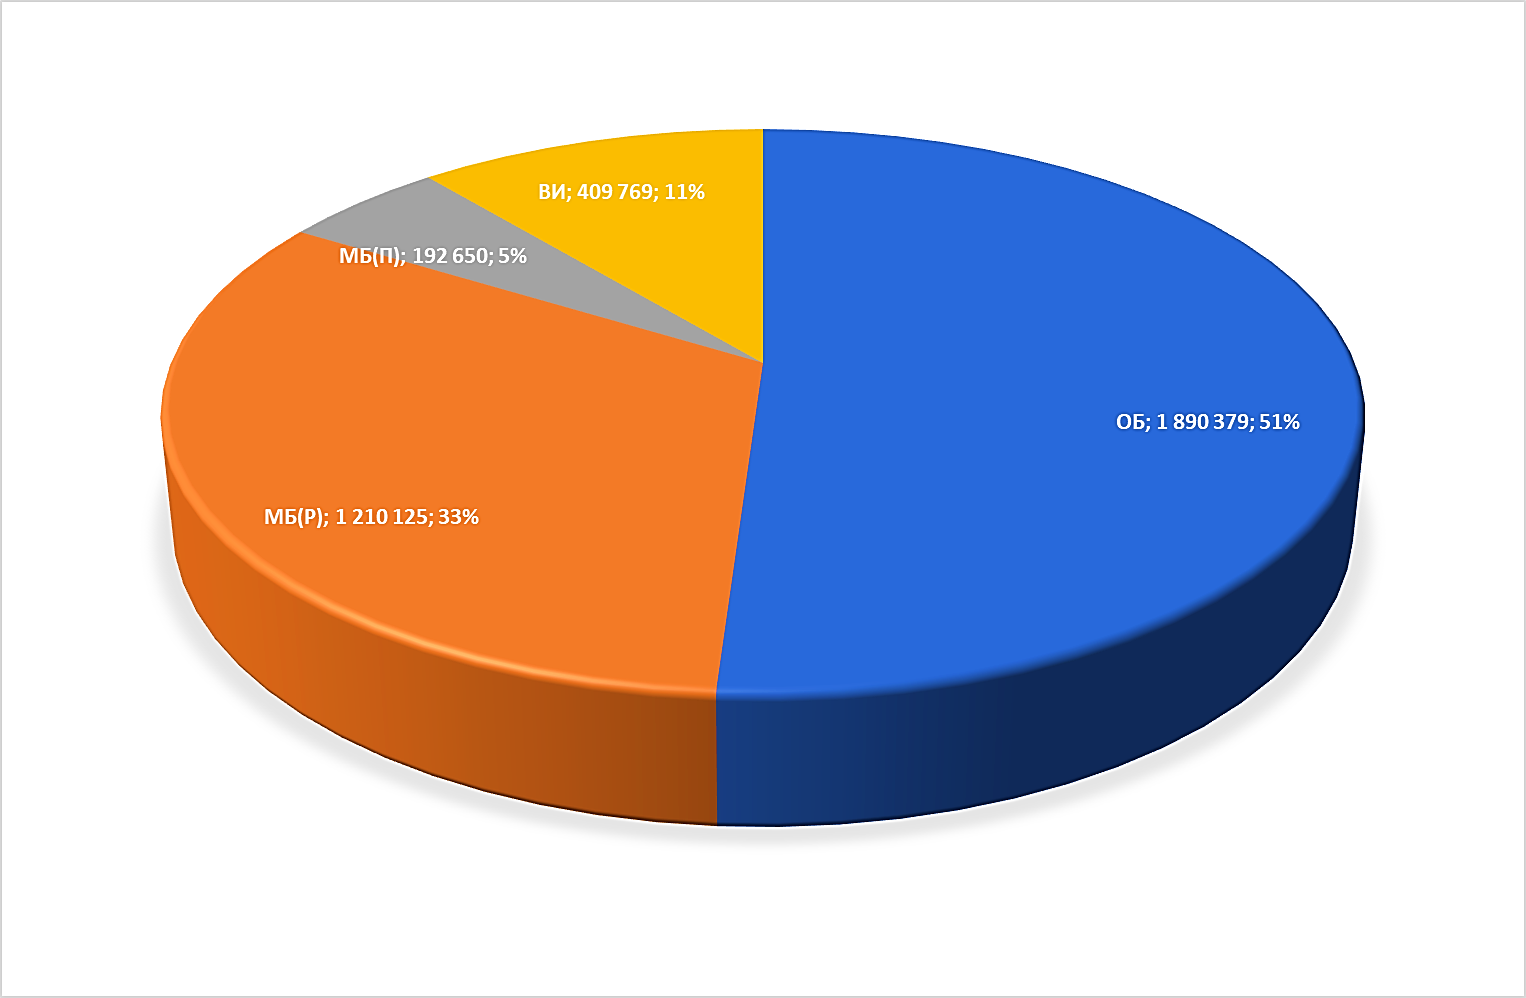 ВИ; 409 769; 11%
МБ(П); 192 650; 5%
ОБ; 1 890 379; 51%
МБ(Р); 1 210 125; 33%